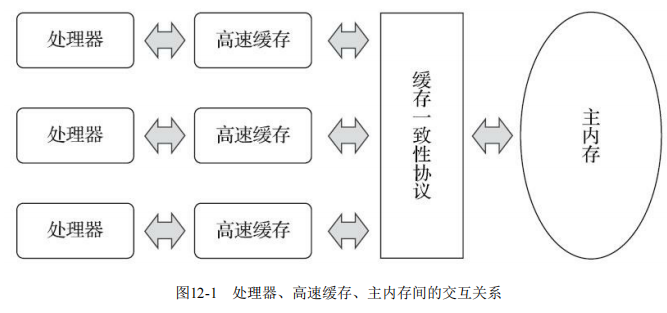 处理器
高速缓存
处理器
高速缓存
处理器
高速缓存
缓存一致性协议
主内存
图12-1 处理器、高速缓存、主内存间的交互关系